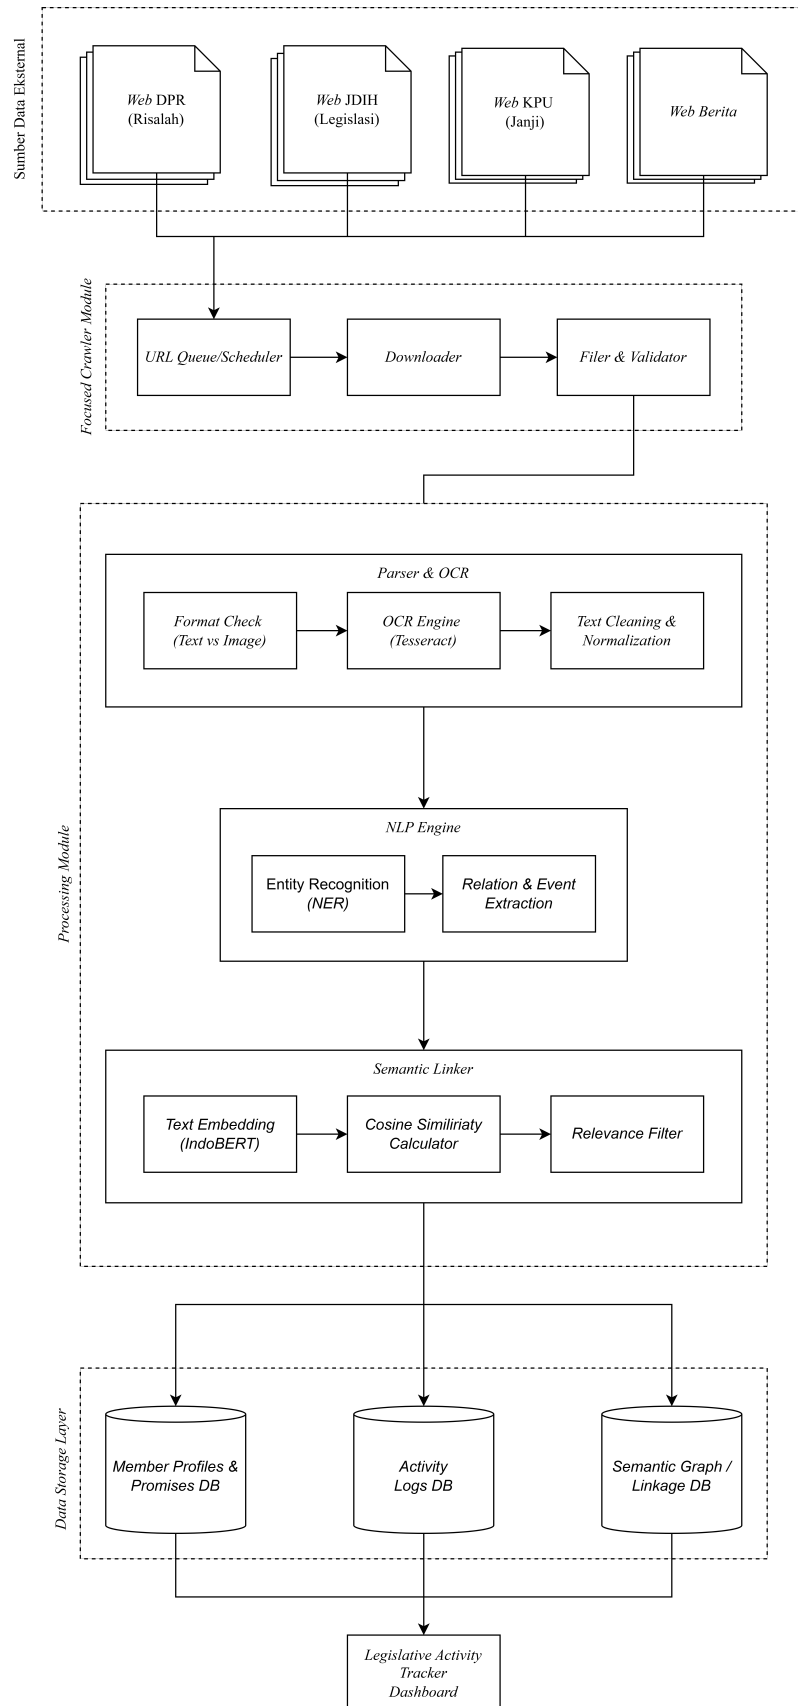 Sumber Data Eksternal
Web DPR
(Risalah)
Web JDIH
(Legislasi)
Web KPU
(Janji)
Web Berita
Focused Crawler Module
URL Queue/Scheduler
Downloader
Filer & Validator
Processing Module
Parser & OCR
Format Check
(Text vs Image)
OCR Engine
(Tesseract)
Text Cleaning &
Normalization
NLP Engine
Entity Recognition
(NER)
Relation & Event
Extraction
Semantic Linker
Text Embedding
(IndoBERT)
Cosine Similiriaty
Calculator
Relevance Filter
Data Storage Layer
Member Profiles &
Promises DB
Activity
Logs DB
Semantic Graph /
Linkage DB
Legislative Activity
Tracker
Dashboard